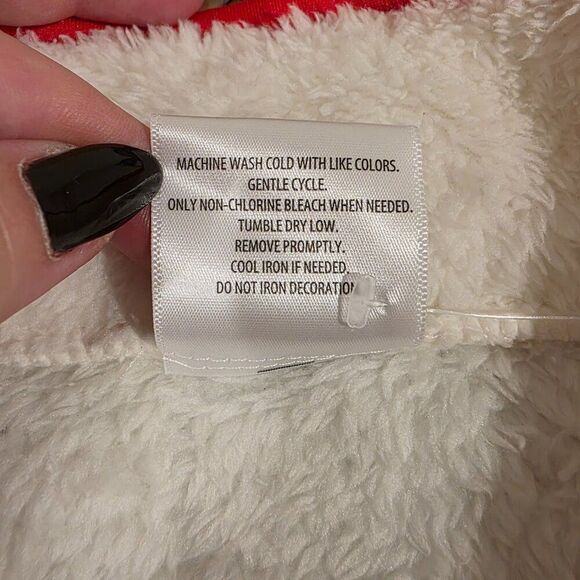 MACHINE WASH COLD WITH LIKE COLORS.
GENTLE CYCLE.
ONLY NON-CHLORINE BLEACH WHEN NEEDED.
TUMBLE DRY LOW.
REMOVE PROMPTLY.
COOL IRON IF NEEDED.
DO NOT IRON DECORATION